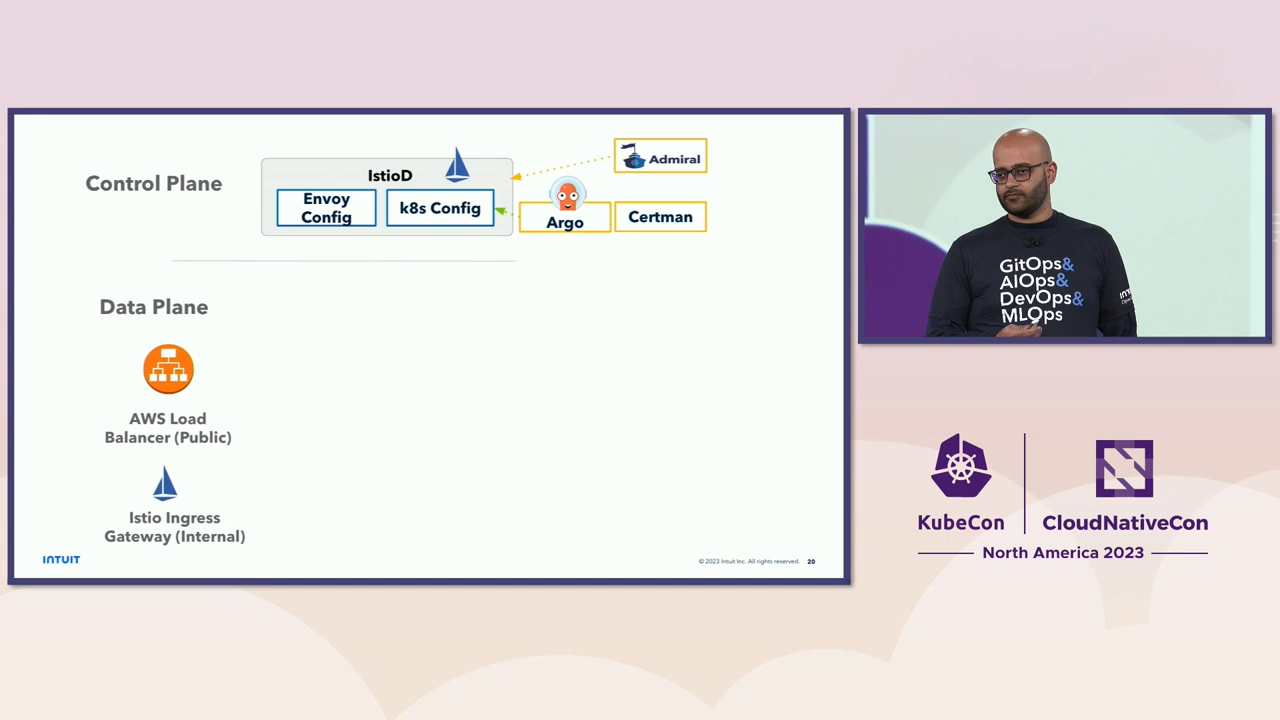 Control Plane
IstioD
Envoy
Config
k8s Config
Admiral
Argo
Certman
Data Plane
AWS Load
Balancer (Public)
Istio Ingress
Gateway (Internal)
INTUIT
© 2023 Intuit Inc. All rights reserved. 20
GitOps&
AIOps&
DevOps&
MLOps
KubeCon
CloudNativeCon
North America 2023